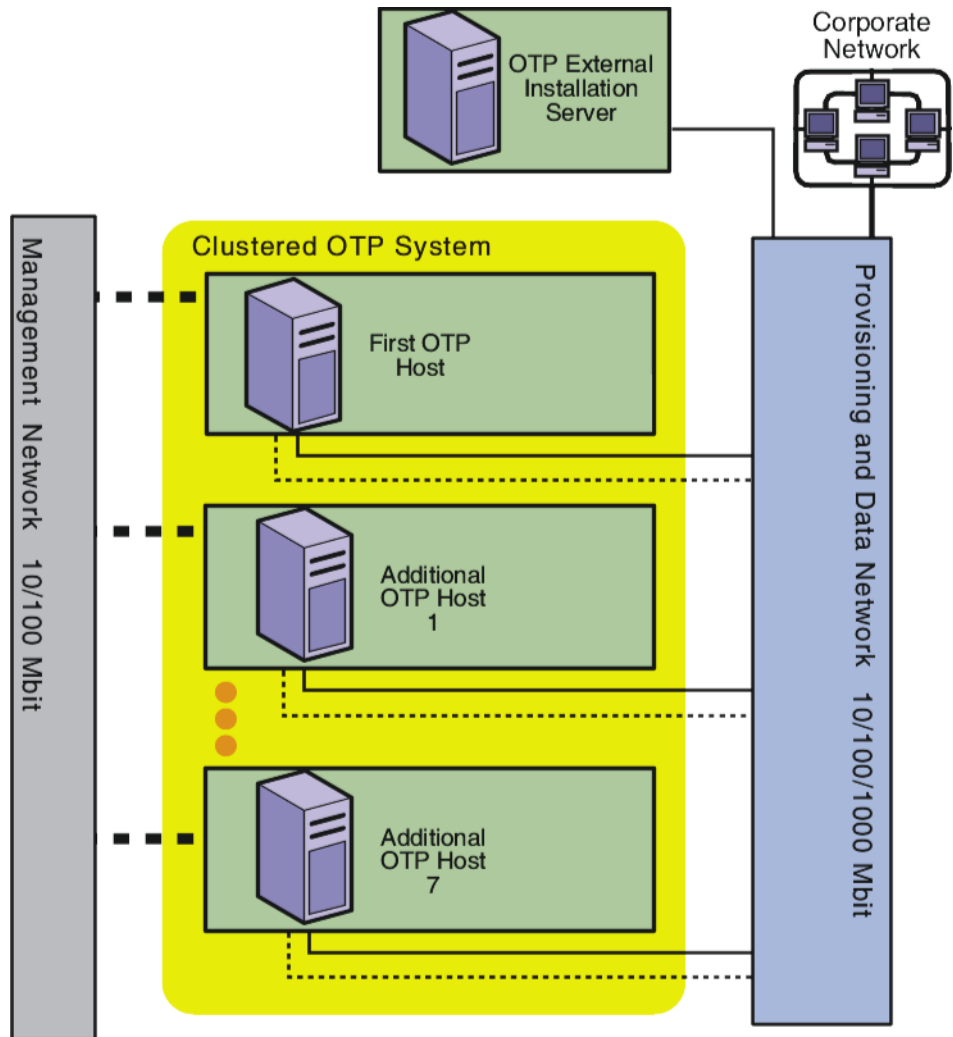 OTP External
Installation
Server
Corporate
Network
Management Network 10/100 Mbit
Clustered OTP System
First OTP
Host
Additional
OTP Host
1
Additional
OTP Host
7
Provisioning and Data Network 10/100/1000 Mbit